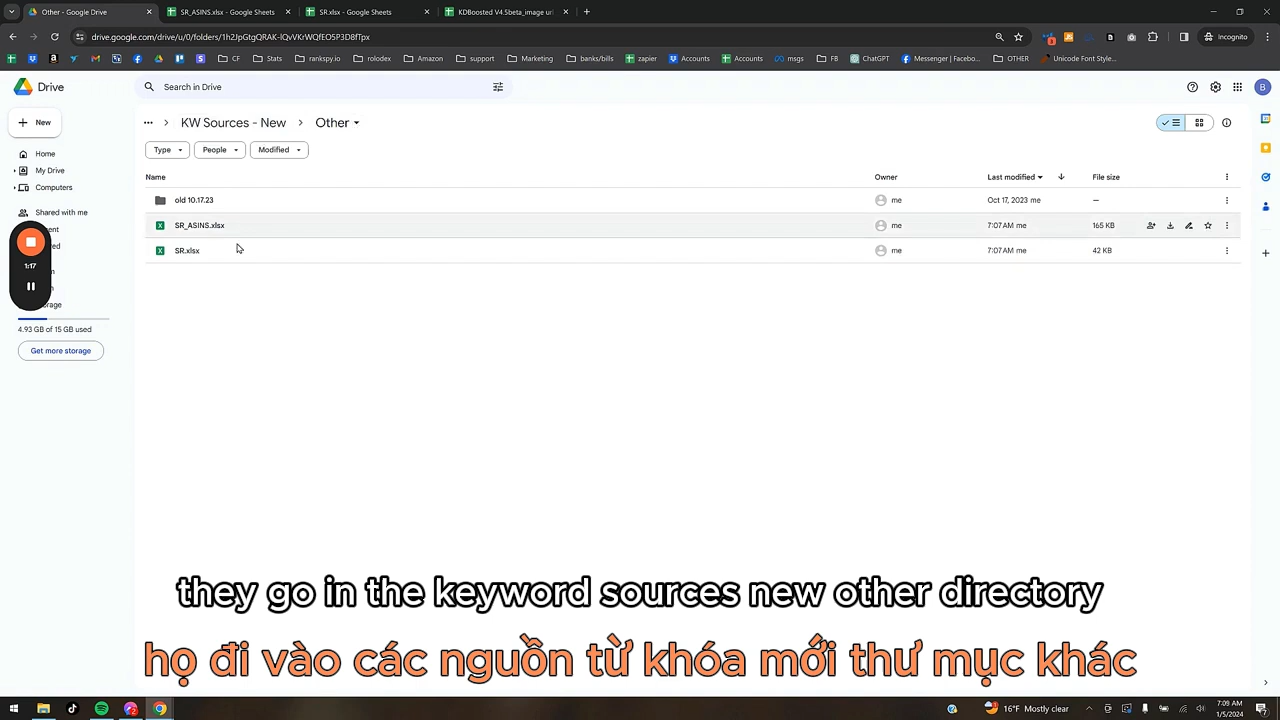 Other - Google Drive
SR_ASINS.xlsx - Google Sheets
SR.xlsx - Google Sheets
KDBoosted V4.5beta_image url
drive.google.com/drive/u/0/folders/1h2JpGtgQRAK-lQvVKrWQfEO5P3D8fTpx
Incognito
CF
Stats
rankspy.io
rolodex
Amazon
support
Marketing
banks/bills
zapier
Accounts
Accounts
msgs
FB
ChatGPT
Messenger | Facebo...
OTHER
Unicode Font Style...
Drive
Search in Drive
B
New
KW Sources - New
Other
Type
People
Modified
Home
My Drive
Computers
Shared with me
1:17
4.93 GB of 15 GB used
Get more storage
Name
Owner
Last modified
File size
old 10.17.23
me
Oct 17, 2023 me
—
SR_ASINS.xlsx
me
7:07 AM me
165 KB
SR.xlsx
me
7:07 AM me
42 KB
they go in the keyword sources new other directory
họ đi vào các nguồn từ khóa mới thư mục khác
16°F Mostly clear
7:09 AM
1/5/2024